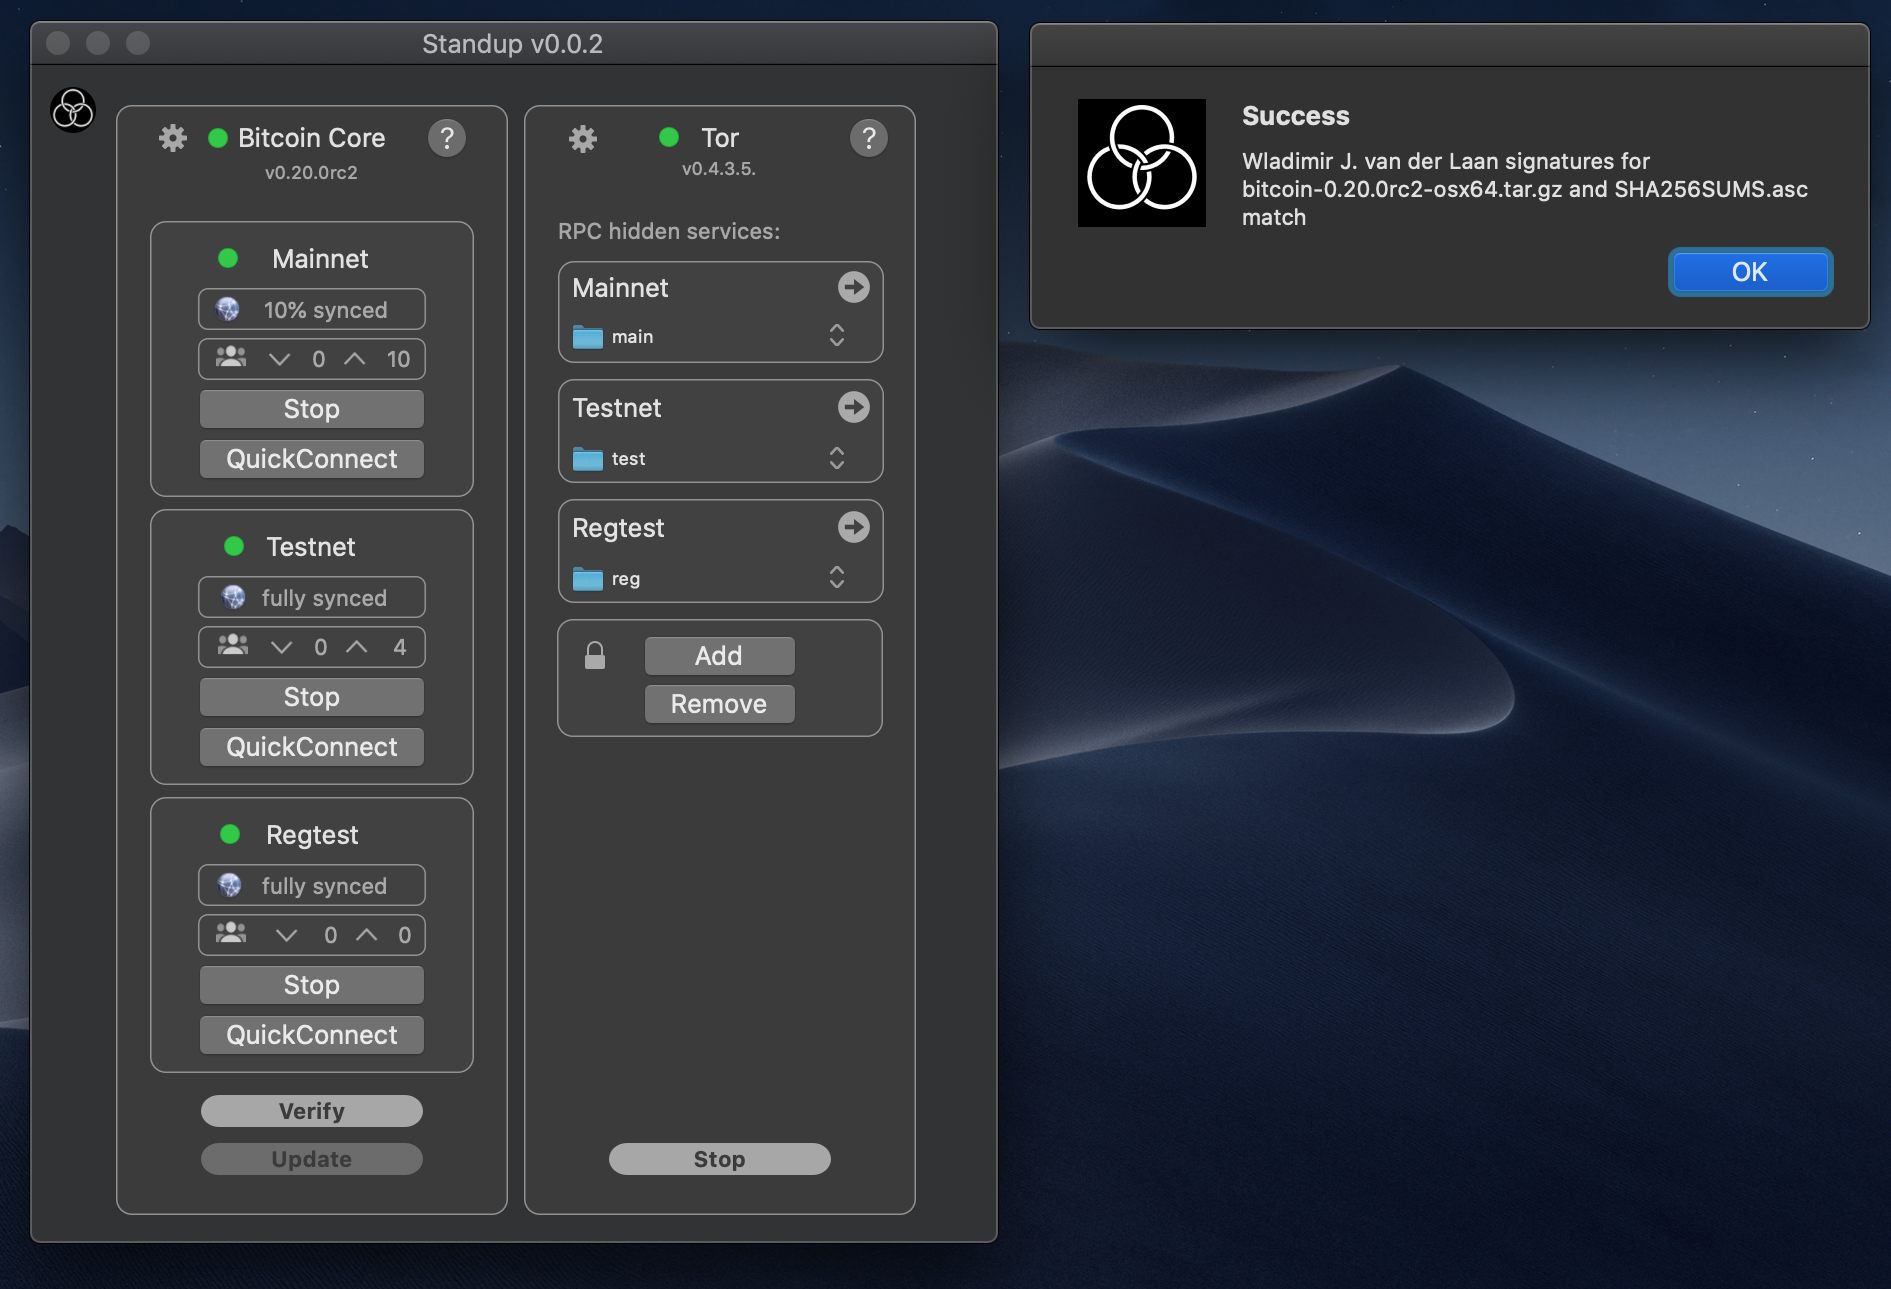 Standup v0.0.2
Bitcoin Core
?
v0.20.0rc2
Mainnet
10% synced
0 10
Stop
QuickConnect
Testnet
fully synced
0 4
Stop
QuickConnect
Regtest
fully synced
0 0
Stop
QuickConnect
Verify
Update
Tor
?
v0.4.3.5.
RPC hidden services:
Mainnet
main
Testnet
test
Regtest
reg
Add
Remove
Stop
Success
Wladimir J. van der Laan signatures for
bitcoin-0.20.0rc2-osx64.tar.gz and SHA256SUMS.asc
match
OK